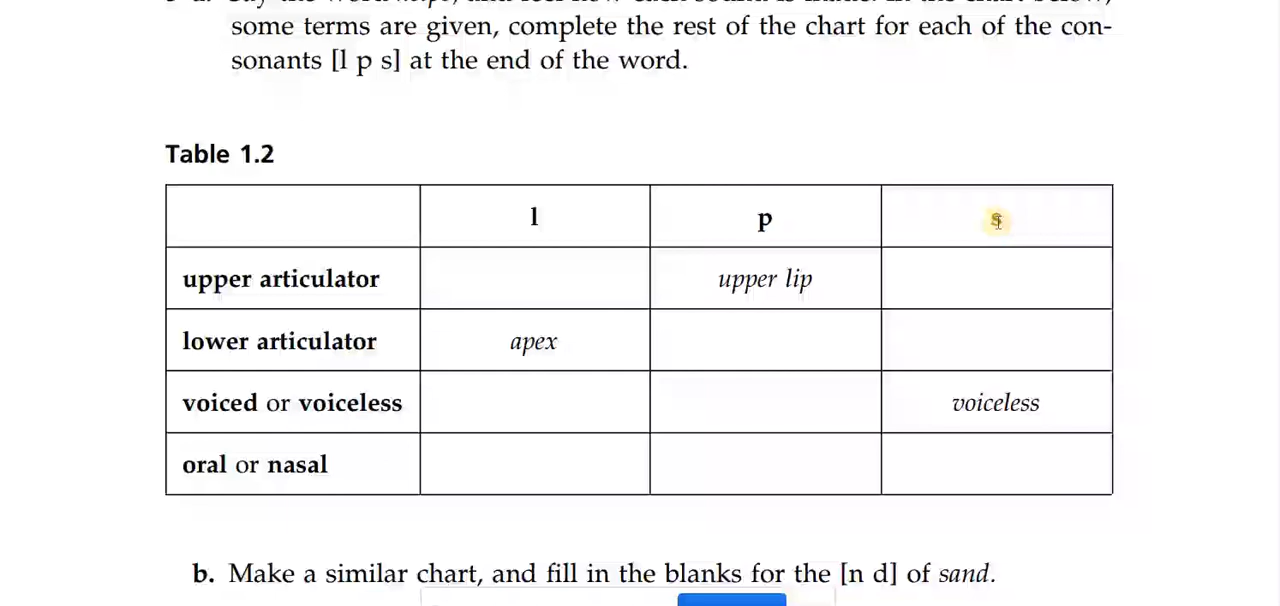 some terms are given, complete the rest of the chart for each of the con-
sonants [l p s] at the end of the word.
Table 1.2
l p s
upper articulator upper lip
lower articulator apex
voiced or voiceless voiceless
oral or nasal
b. Make a similar chart, and fill in the blanks for the [n d] of sand.